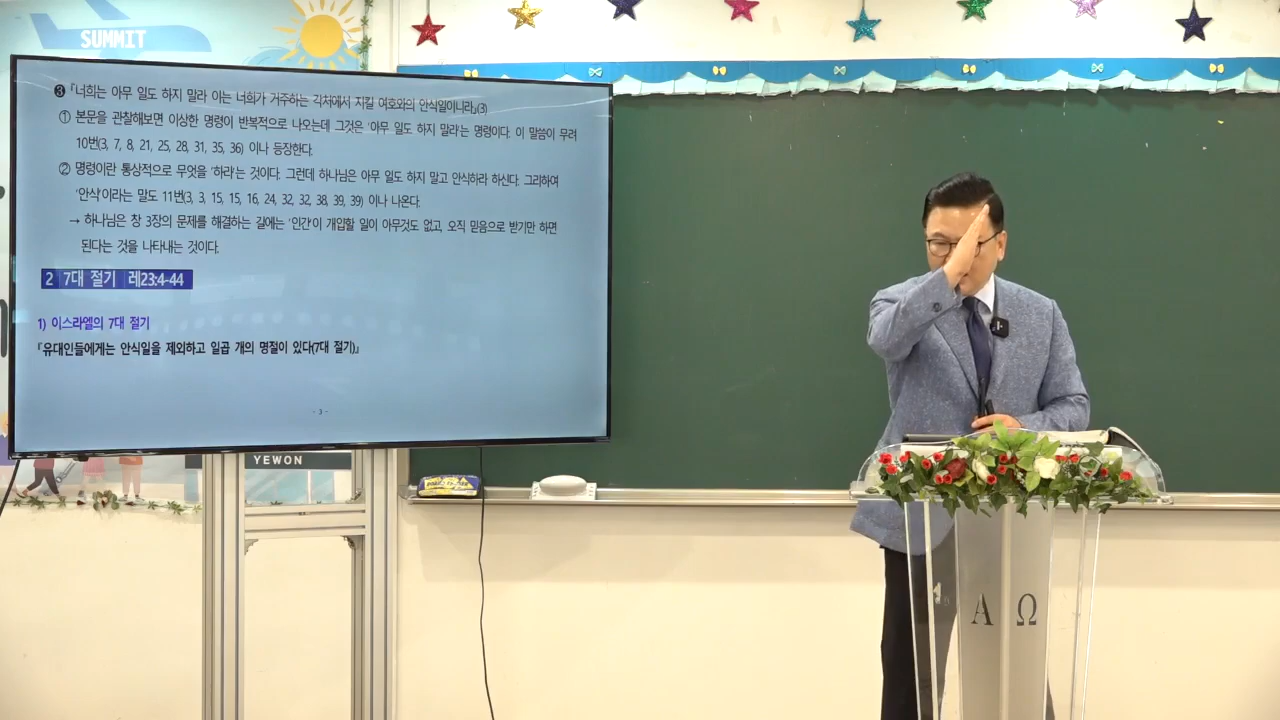 SUMMIT
❸『너희는 아무 일도 하지 말라 이는 너희가 거주하는 각처에서 지킬 여호와의 안식일이니라』(3)
① 본문을 관찰해보면 이상한 명령이 반복적으로 나오는데 그것은 '아무 일도 하지 말라'는 명령이다. 이 말씀이 무려
10번(3, 7, 8, 21, 25, 28, 31, 35, 36) 이나 등장한다.
② 명령이란 통상적으로 무엇을 '하라'는 것이다. 그런데 하나님은 아무 일도 하지 말고 안식하라 하신다. 그리하여
'안식'이라는 말도 11번(3, 3, 15, 15, 16, 24, 32, 32, 38, 39, 39) 이나 나온다.
→ 하나님은 창 3장의 문제를 해결하는 길에는 '인간'이 개입할 일이 아무것도 없고, 오직 믿음으로 받기만 하면
된다는 것을 나타내는 것이다.
2 7대 절기 레23:4-44
1) 이스라엘의 7대 절기
『유대인들에게는 안식일을 제외하고 일곱 개의 명절이 있다(7대 절기)』
- 3 -
YEWON
Α Ω